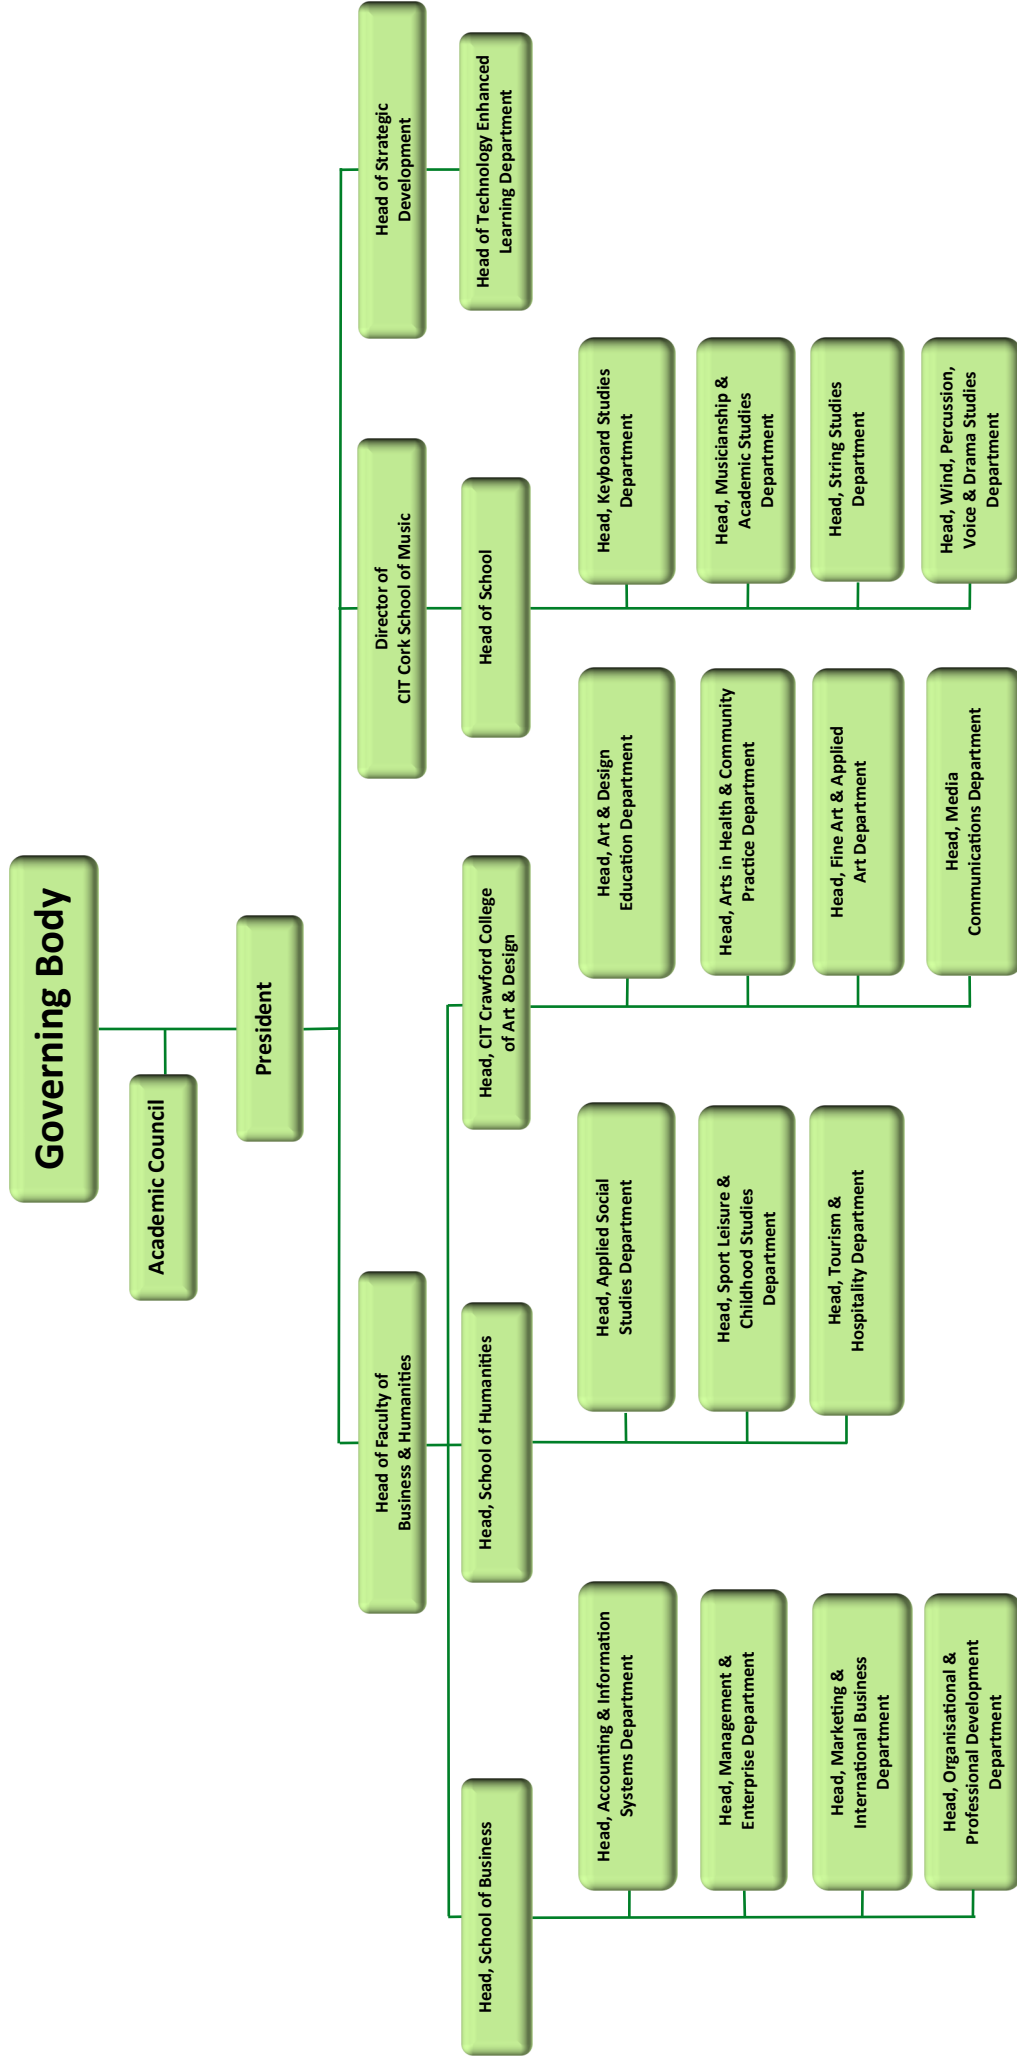 Governing Body
Academic Council
President
Head of Faculty of
Business & Humanities
Director of
CIT Cork School of Music
Head of Strategic
Development
Head, School of Business
Head, School of Humanities
Head, CIT Crawford College
of Art & Design
Head of School
Head of Technology Enhanced
Learning Department
Head, Accounting & Information
Systems Department
Head, Management &
Enterprise Department
Head, Marketing &
International Business
Department
Head, Organisational &
Professional Development
Department
Head, Applied Social
Studies Department
Head, Sport Leisure &
Childhood Studies
Department
Head, Tourism &
Hospitality Department
Head, Art & Design
Education Department
Head, Arts in Health & Community
Practice Department
Head, Fine Art & Applied
Art Department
Head, Media
Communications Department
Head, Keyboard Studies
Department
Head, Musicianship &
Academic Studies
Department
Head, String Studies
Department
Head, Wind, Percussion,
Voice & Drama Studies
Department